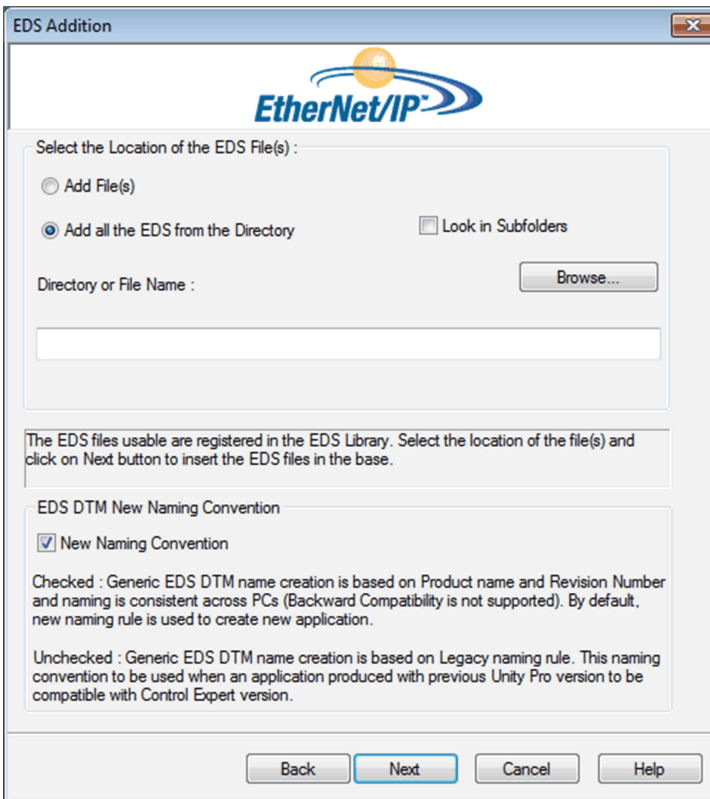 EDS Addition
EtherNet/IP™
Select the Location of the EDS File(s) :
Add File(s)
Add all the EDS from the Directory
Look in Subfolders
Directory or File Name :
Browse...
The EDS files usable are registered in the EDS Library. Select the location of the file(s) and
click on Next button to insert the EDS files in the base.
EDS DTM New Naming Convention
New Naming Convention
Checked : Generic EDS DTM name creation is based on Product name and Revision Number
and naming is consistent across PCs (Backward Compatibility is not supported). By default,
new naming rule is used to create new application.
Unchecked : Generic EDS DTM name creation is based on Legacy naming rule. This naming
convention to be used when an application produced with previous Unity Pro version to be
compatible with Control Expert version.
Back
Next
Cancel
Help